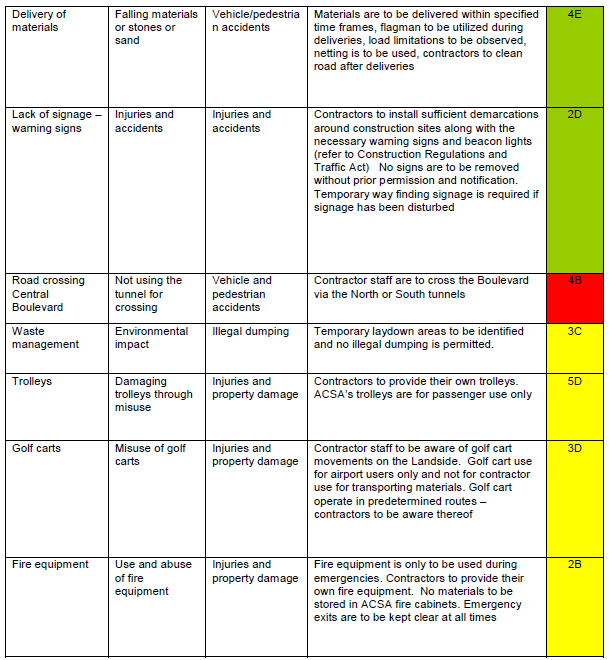 Delivery of
materials
Falling materials
or stones or
sand
Vehicle/pedestria
n accidents
Materials are to be delivered within specified
time frames, flagman to be utilized during
deliveries, load limitations to be observed,
netting is to be used, contractors to clean
road after deliveries
4E
Lack of signage –
warning signs
Injuries and
accidents
Injuries and
accidents
Contractors to install sufficient demarcations
around construction sites along with the
necessary warning signs and beacon lights
(refer to Construction Regulations and
Traffic Act) No signs are to be removed
without prior permission and notification.
Temporary way finding signage is required if
signage has been disturbed
2D
Road crossing
Central
Boulevard
Not using the
tunnel for
crossing
Vehicle and
pedestrian
accidents
Contractor staff are to cross the Boulevard
via the North or South tunnels
4B
Waste
management
Environmental
impact
Illegal dumping
Temporary laydown areas to be identified
and no illegal dumping is permitted.
3C
Trolleys
Damaging
trolleys through
misuse
Injuries and
property damage
Contractors to provide their own trolleys.
ACSA's trolleys are for passenger use only
5D
Golf carts
Misuse of golf
carts
Injuries and
property damage
Contractor staff to be aware of golf cart
movements on the Landside. Golf cart use
for airport users only and not for contractor
use for transporting materials. Golf cart
operate in predetermined routes –
contractors to be aware thereof
3D
Fire equipment
Use and abuse
of fire
equipment
Injuries and
property damage
Fire equipment is only to be used during
emergencies. Contractors to provide their
own fire equipment. No materials to be
stored in ACSA fire cabinets. Emergency
exits are to be kept clear at all times
2B